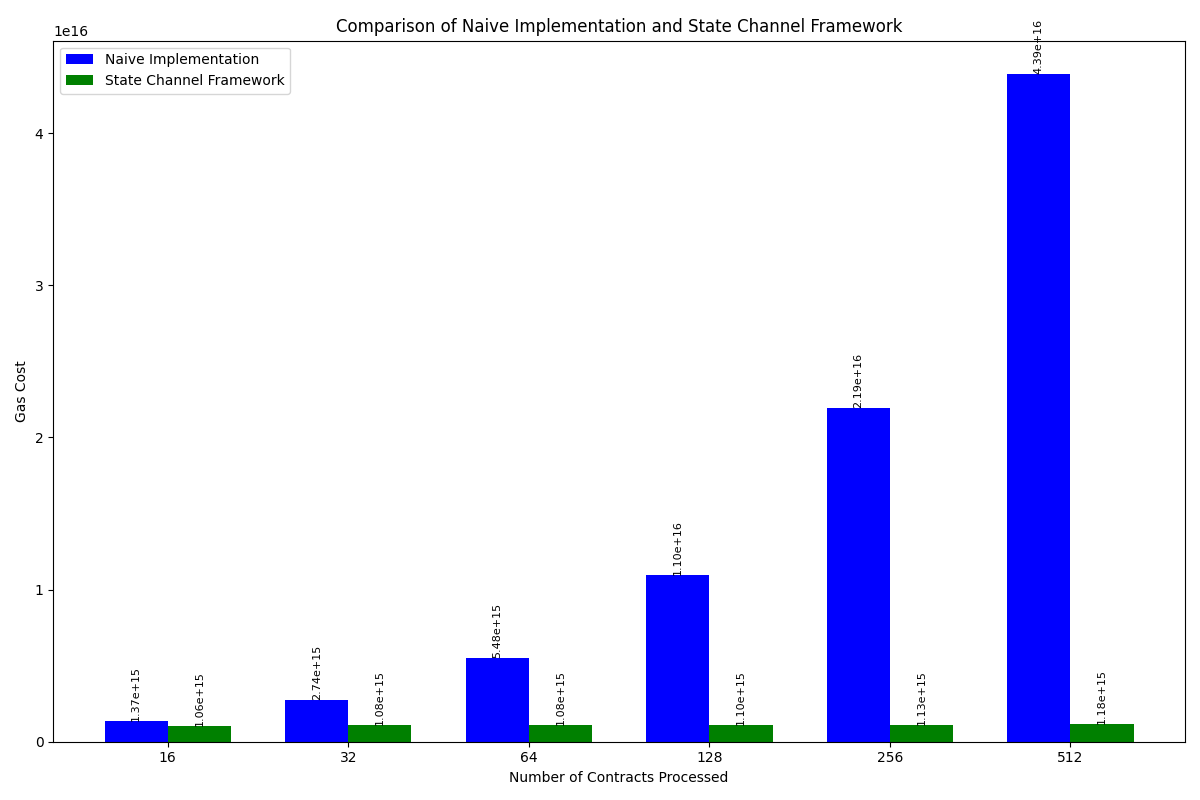 Comparison of Naive Implementation and State Channel Framework
1e16
Naive Implementation
State Channel Framework
Gas Cost
4
3
2
1
0
1.37e+15
1.06e+15
2.74e+15
1.08e+15
5.48e+15
1.08e+15
1.10e+16
1.10e+15
2.19e+16
1.13e+15
4.39e+16
1.18e+15
16 32 64 128 256 512
Number of Contracts Processed